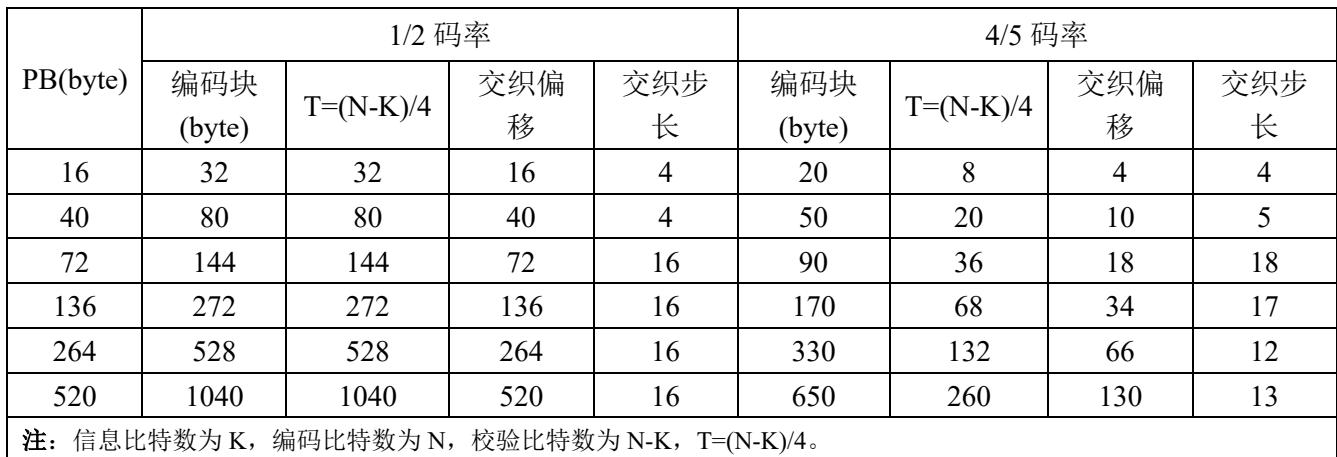 PB(byte) 1/2 码率 4/5 码率
编码块(byte) T=(N-K)/4 交织偏移 交织步长 编码块(byte) T=(N-K)/4 交织偏移 交织步长
16 32 32 16 4 20 8 4 4
40 80 80 40 4 50 20 10 5
72 144 144 72 16 90 36 18 18
136 272 272 136 16 170 68 34 17
264 528 528 264 16 330 132 66 12
520 1040 1040 520 16 650 260 130 13
注：信息比特数为 K，编码比特数为 N，校验比特数为 N-K，T=(N-K)/4。